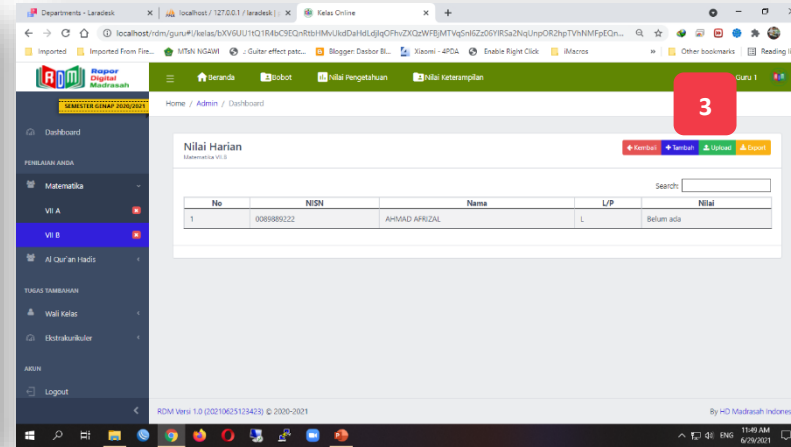 Departments - Laradesk
localhost / 127.0.0.1 / laradesk |
Kelas Online
localhost/rdm/guru#!/kelas/
Imported
Imported From Fire...
MTsN NGAWI
: Guitar effect patc...
Blogger: Dasbor Bl...
Xiaomi - 4PDA
Enable Right Click
iMacros
»
Other bookmarks
Reading li
RDM
Rapor
Digital
Madrasah
Beranda
Bobot
Nilai Pengetahuan
Nilai Keterampilan
Guru 1
SEMESTER GENAP 2020/2021
Home / Admin / Dashboard
3
Dashboard
PENILAIAN ANDA
Matematika
VII A
VII B
Al Qur'an Hadis
TUGAS TAMBAHAN
Wali Kelas
Ekstrakurikuler
AKUN
Logout
Nilai Harian
Matematika VII B
Kembali
Tambah
Upload
Export
Search:
No NISN Nama L/P Nilai
1 0089889222 AHMAD AFRIZAL L Belum ada
RDM Versi 1.0 (20210625123423) © 2020-2021
By HD Madrasah Indones
ENG
11:49 AM
6/29/2021